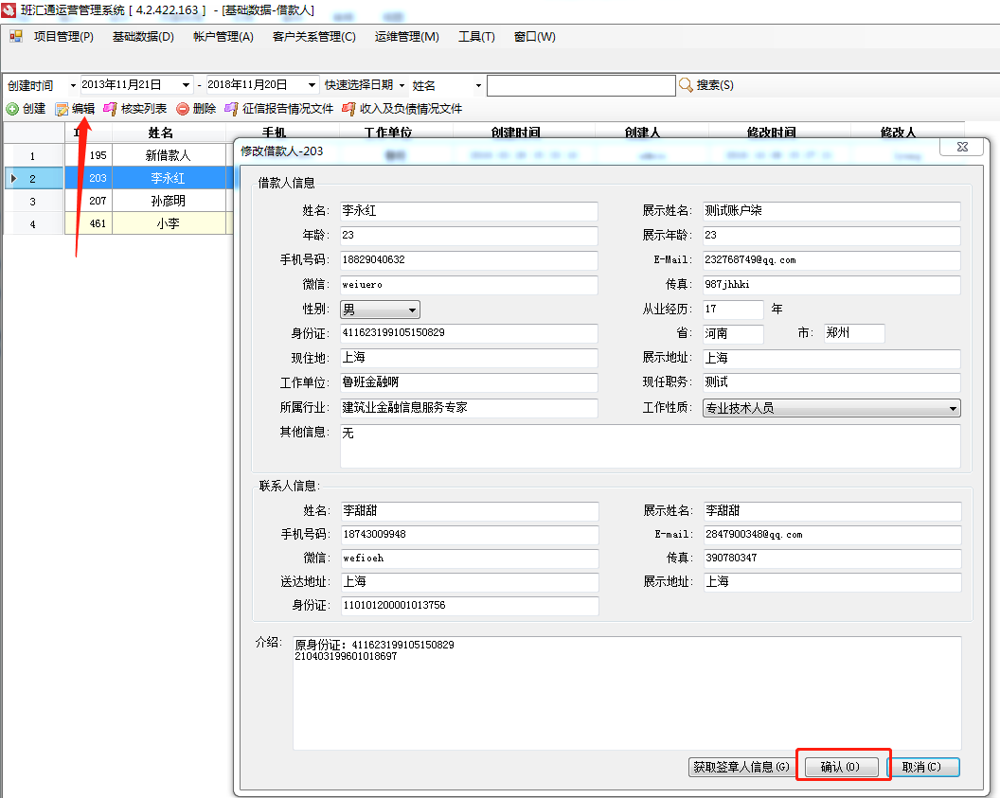 班汇通运营管理系统 [ 4.2.422.163 ] - [基础数据-借款人]
项目管理(P) 基础数据(D) 帐户管理(A) 客户关系管理(C) 运维管理(M) 工具(T) 窗口(W)
创建时间 2013年11月21日 - 2018年11月20日 快速选择日期 姓名 搜索(S)
创建 编辑 核实列表 删除 征信报告情况文件 收入及负债情况文件
姓名 手机 工作单位 创建时间 创建人 修改时间 修改人
1 195 新借款人
2 203 李永红
3 207 孙彦明
4 461 小李
修改借款人-203
借款人信息
姓名: 李永红 展示姓名: 测试账户柒
年龄: 23 展示年龄: 23
手机号码: 18829040632 E-Mail: 232768749@qq.com
微信: weiuero 传真: 987jhhki
性别: 男 从业经历: 17 年
身份证: 411623199105150829 省: 河南 市: 郑州
现住地: 上海 展示地址: 上海
工作单位: 鲁班金融啊 现任职务: 测试
所属行业: 建筑业金融信息服务专家 工作性质: 专业技术人员
其他信息: 无
联系人信息:
姓名: 李甜甜 展示姓名: 李甜甜
手机号码: 18743009948 E-mail: 2847900348@qq.com
微信: wefioeh 传真: 390780347
送达地址: 上海 展示地址: 上海
身份证: 110101200001013756
介绍: 原身份证: 411623199105150829
210403199601018697
获取签章人信息(G) 确认(O) 取消(C)